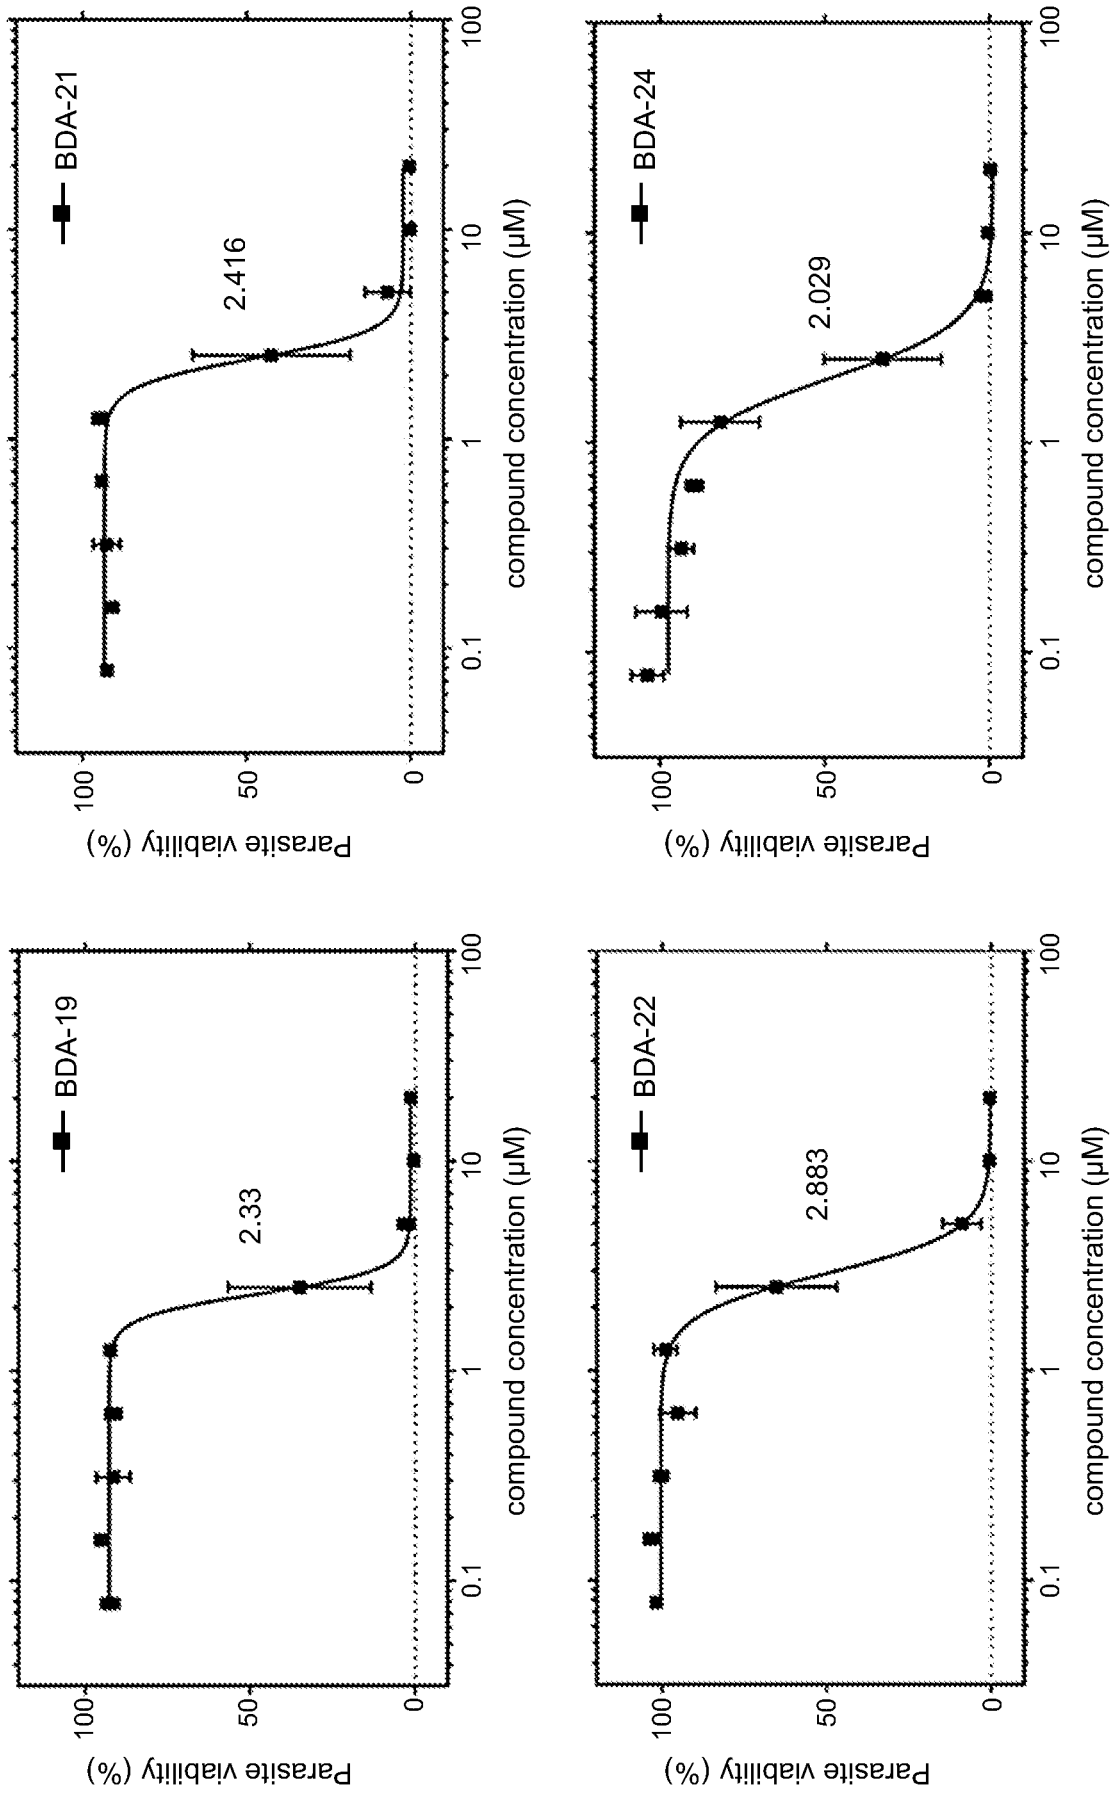 BDA-19
2.33
Parasite viability (%)
100
50
0
0.1
1
10
100
compound concentration (µM)
BDA-21
2.416
Parasite viability (%)
100
50
0
0.1
1
10
100
compound concentration (µM)
BDA-22
2.883
Parasite viability (%)
100
50
0
0.1
1
10
100
compound concentration (µM)
BDA-24
2.029
Parasite viability (%)
100
50
0
0.1
1
10
100
compound concentration (µM)